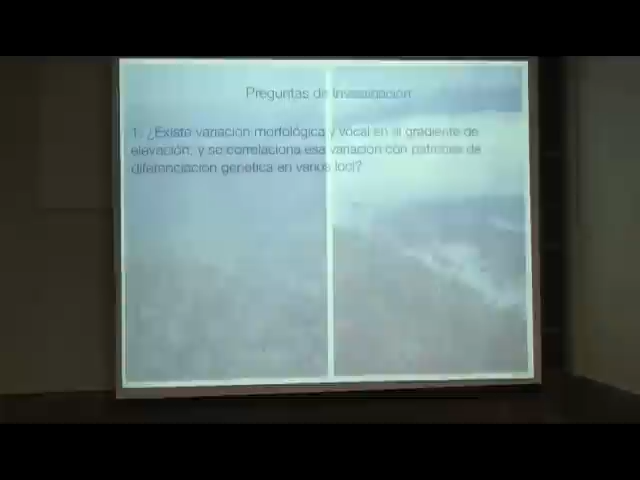 Preguntas de Investigación
1. ¿Existe variación morfológica y vocal en el gradiente de
elevación, y se correlaciona esa variación con patrones de
diferenciación genética en varios loci?